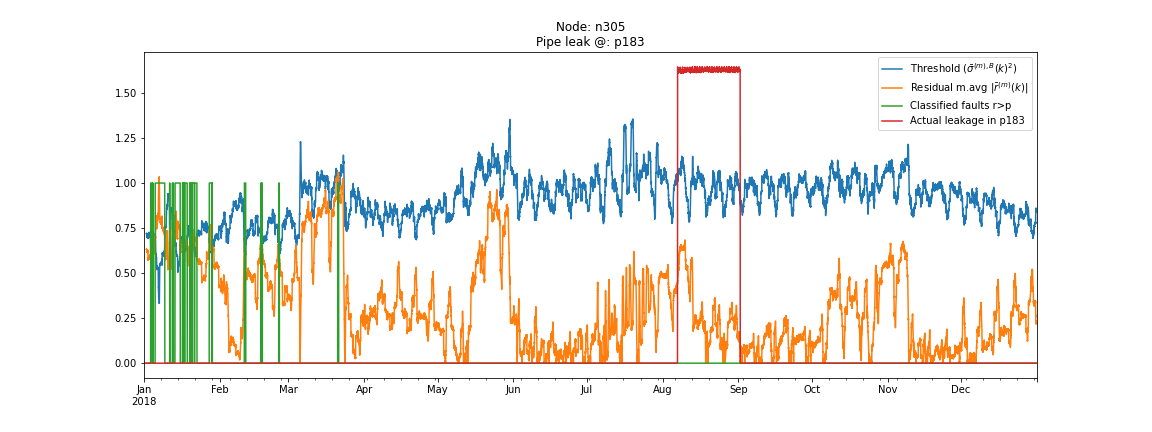 Node: n305
Pipe leak @: p183
Threshold (σ̄⁽ᵐ⁾,ᴮ(k)²)
Residual m.avg |r̄⁽ᵐ⁾(k)|
Classified faults r>p
Actual leakage in p183
1.50
1.25
1.00
0.75
0.50
0.25
0.00
Jan Feb Mar Apr May Jun Jul Aug Sep Oct Nov Dec
2018